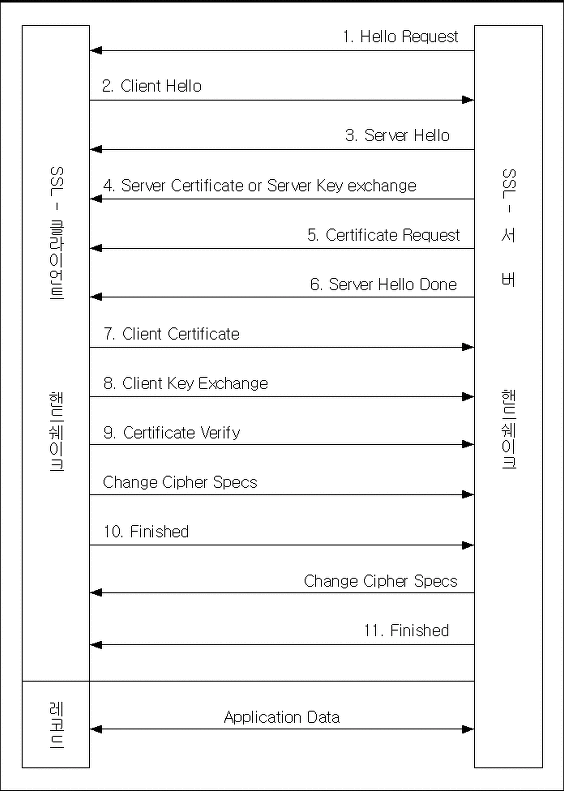 1. Hello Request
2. Client Hello
3. Server Hello
4. Server Certificate or Server Key exchange
5. Certificate Request
6. Server Hello Done
7. Client Certificate
8. Client Key Exchange
9. Certificate Verify
Change Cipher Specs
10. Finished
Change Cipher Specs
11. Finished
Application Data
SSL - 클라이언트
핸드쉐이크
레코드
SSL - 서 버
핸드쉐이크